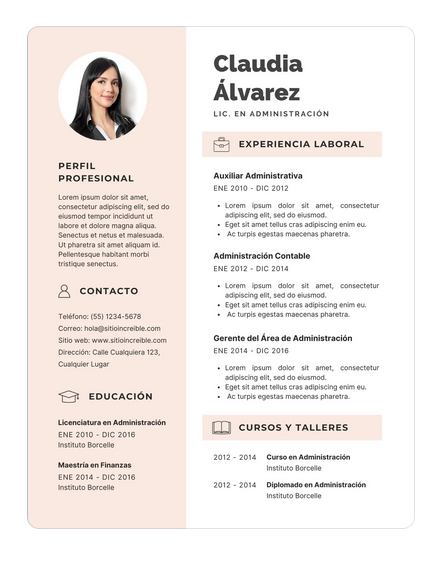 Claudia
Álvarez
LIC. EN ADMINISTRACIÓN
PERFIL
PROFESIONAL
Lorem ipsum dolor sit amet,
consectetur adipiscing elit, sed do
eiusmod tempor incididunt ut
labore et dolore magna aliqua.
Senectus et netus et malesuada.
Ut pharetra sit amet aliquam id.
Pellentesque habitant morbi
tristique senectus.
CONTACTO
Teléfono: (55) 1234-5678
Correo: hola@sitioincreible.com
Sitio web: www.sitioincreible.com
Dirección: Calle Cualquiera 123,
Cualquier Lugar
EDUCACIÓN
Licenciatura en Administración
ENE 2010 - DIC 2016
Instituto Borcelle
Maestría en Finanzas
ENE 2014 - DIC 2016
Instituto Borcelle
EXPERIENCIA LABORAL
Auxiliar Administrativa
ENE 2010 - DIC 2012
• Lorem ipsum dolor sit amet, consectetur
adipiscing elit, sed do eiusmod.
• Eget sit amet tellus cras adipiscing enim eu.
• Ac turpis egestas maecenas pharetra.
Administración Contable
ENE 2012 - DIC 2014
• Lorem ipsum dolor sit amet, consectetur
adipiscing elit, sed do eiusmod.
• Eget sit amet tellus cras adipiscing enim eu.
• Ac turpis egestas maecenas pharetra.
Gerente del Área de Administración
ENE 2014 - DIC 2016
• Lorem ipsum dolor sit amet, consectetur
adipiscing elit, sed do eiusmod.
• Eget sit amet tellus cras adipiscing enim eu.
• Ac turpis egestas maecenas pharetra.
CURSOS Y TALLERES
2012 - 2014 Curso en Administración
Instituto Borcelle
2012 - 2014 Diplomado en Administración
Instituto Borcelle